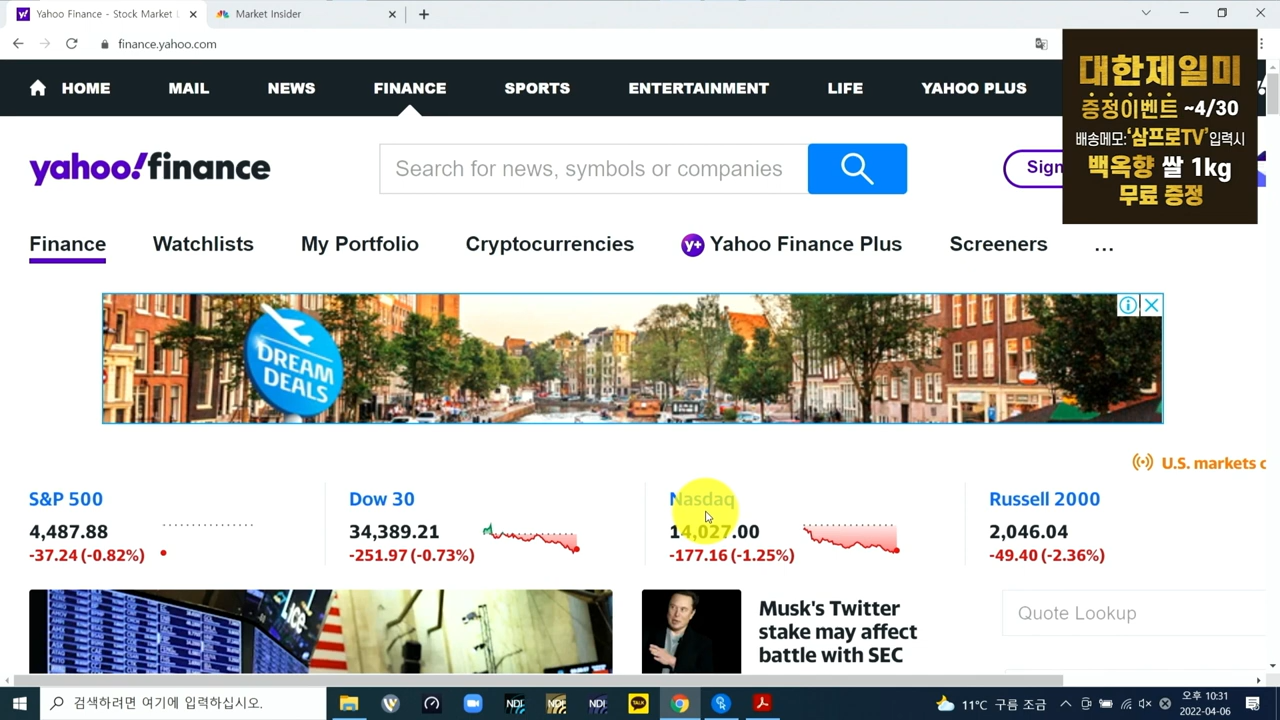 Yahoo Finance - Stock Market
Market Insider
finance.yahoo.com
HOME
MAIL
NEWS
FINANCE
SPORTS
ENTERTAINMENT
LIFE
YAHOO PLUS
대한제일미
증정이벤트 ~4/30
배송메모:'삼프로TV'입력시
백옥향 쌀 1kg
무료 증정
yahoo!finance
Search for news, symbols or companies
Sign
Finance
Watchlists
My Portfolio
Cryptocurrencies
y+ Yahoo Finance Plus
Screeners
...
DREAM
DEALS
U.S. markets c
S&P 500
4,487.88
-37.24 (-0.82%)
Dow 30
34,389.21
-251.97 (-0.73%)
Nasdaq
14,027.00
-177.16 (-1.25%)
Russell 2000
2,046.04
-49.40 (-2.36%)
Musk's Twitter
stake may affect
battle with SEC
Quote Lookup
검색하려면 여기에 입력하십시오.
TALK
11°C 구름 조금
오후 10:31
2022-04-06